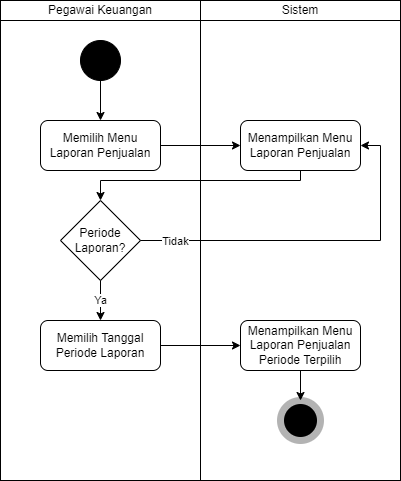 Pegawai Keuangan
Sistem
Memilih Menu
Laporan Penjualan
Menampilkan Menu
Laporan Penjualan
Periode
Laporan?
Tidak
Ya
Memilih Tanggal
Periode Laporan
Menampilkan Menu
Laporan Penjualan
Periode Terpilih